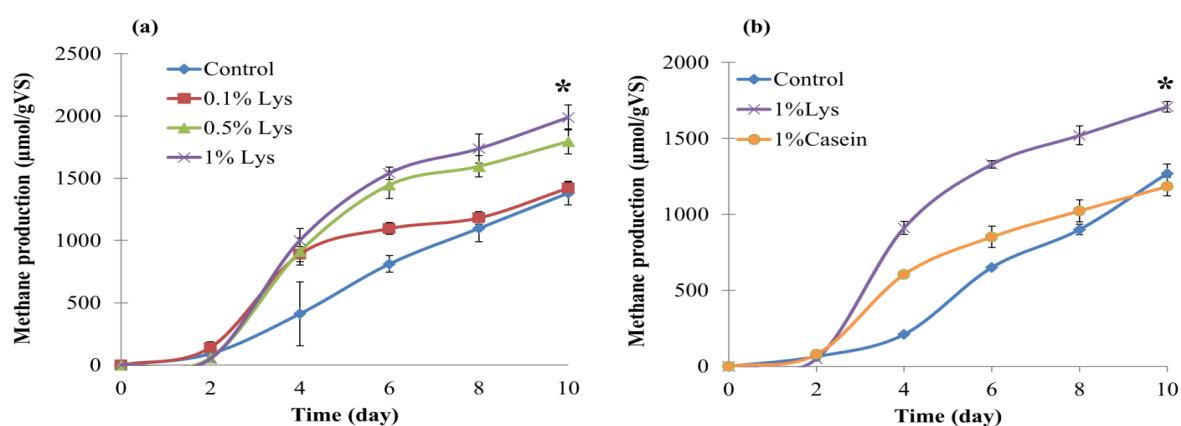 (a)
Methane production (µmol/gVS)
2500
2000
1500
1000
500
0
Control
0.1% Lys
0.5% Lys
1% Lys
*
0 2 4 6 8 10
Time (day)
(b)
Methane production (µmol/gVS)
2000
1500
1000
500
0
Control
1%Lys
1%Casein
*
0 2 4 6 8 10
Time (day)